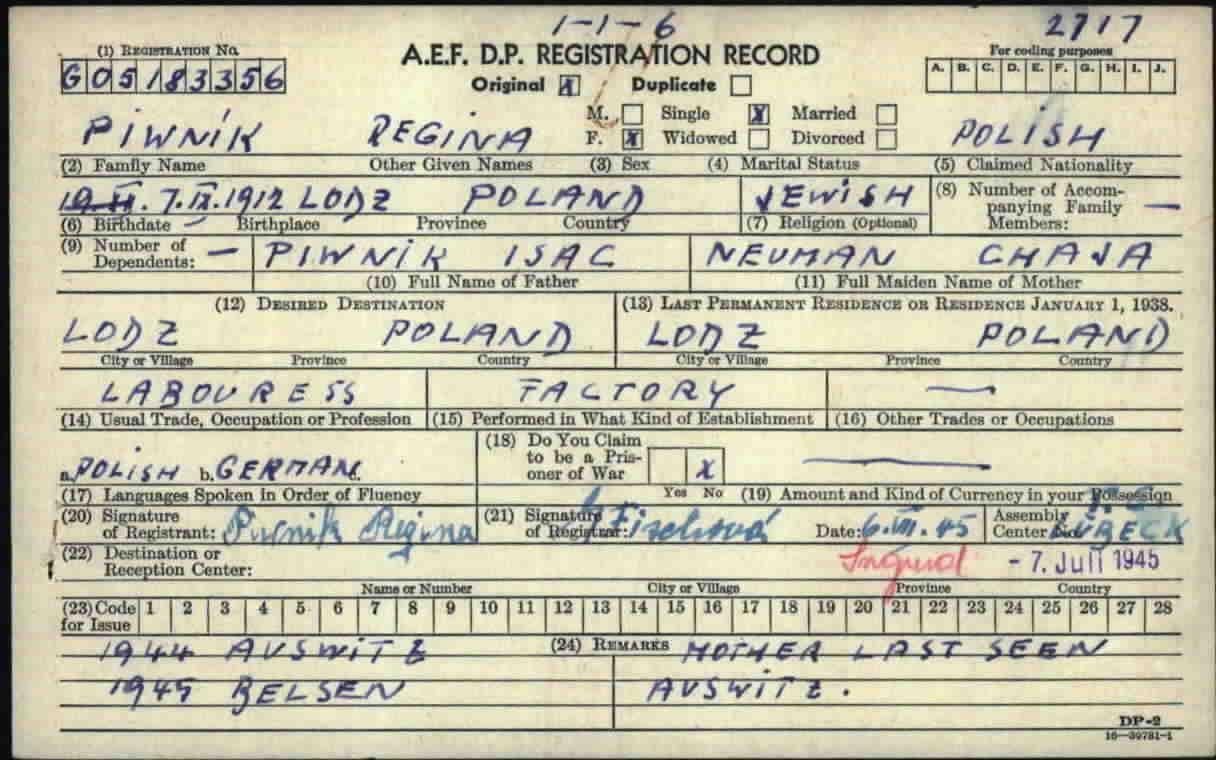 1-1-6 2717
(1) REGISTRATION No. A.E.F. D.P. REGISTRATION RECORD For coding purposes
G05183356 Original X Duplicate A. B. C. D. E. F. G. H. I. J.
M. Single X Married
PIWNIK REGINA F. X Widowed Divorced POLISH
(2) Family Name Other Given Names (3) Sex (4) Marital Status (5) Claimed Nationality
7.IX.1912 LODZ POLAND JEWISH (8) Number of Accom-
panying Family —
(6) Birthdate Birthplace Province Country (7) Religion (Optional) Members:
(9) Number of
Dependents: — PIWNIK ISAC NEUMAN CHAJA
(10) Full Name of Father (11) Full Maiden Name of Mother
(12) DESIRED DESTINATION (13) LAST PERMANENT RESIDENCE OR RESIDENCE JANUARY 1, 1938.
LODZ POLAND LODZ POLAND
City or Village Province Country City or Village Province Country
LABOURESS FACTORY —
(14) Usual Trade, Occupation or Profession (15) Performed in What Kind of Establishment (16) Other Trades or Occupations
(18) Do You Claim
to be a Pris-
a. POLISH b. GERMAN c. oner of War X —
(17) Languages Spoken in Order of Fluency Yes No (19) Amount and Kind of Currency in your Possession
(20) Signature (21) Signature Assembly
of Registrant: Piwnik Regina of Registrar: Date: 6.VII.45 Center No. LÜBECK
(22) Destination or
Reception Center: - 7. Juli 1945
Name or Number City or Village Province Country
(23) Code 1 2 3 4 5 6 7 8 9 10 11 12 13 14 15 16 17 18 19 20 21 22 23 24 25 26 27 28
for Issue
1944 AUSWITZ (24) REMARKS MOTHER LAST SEEN
1945 BELSEN AUSWITZ.
DP-2
16—39781-1